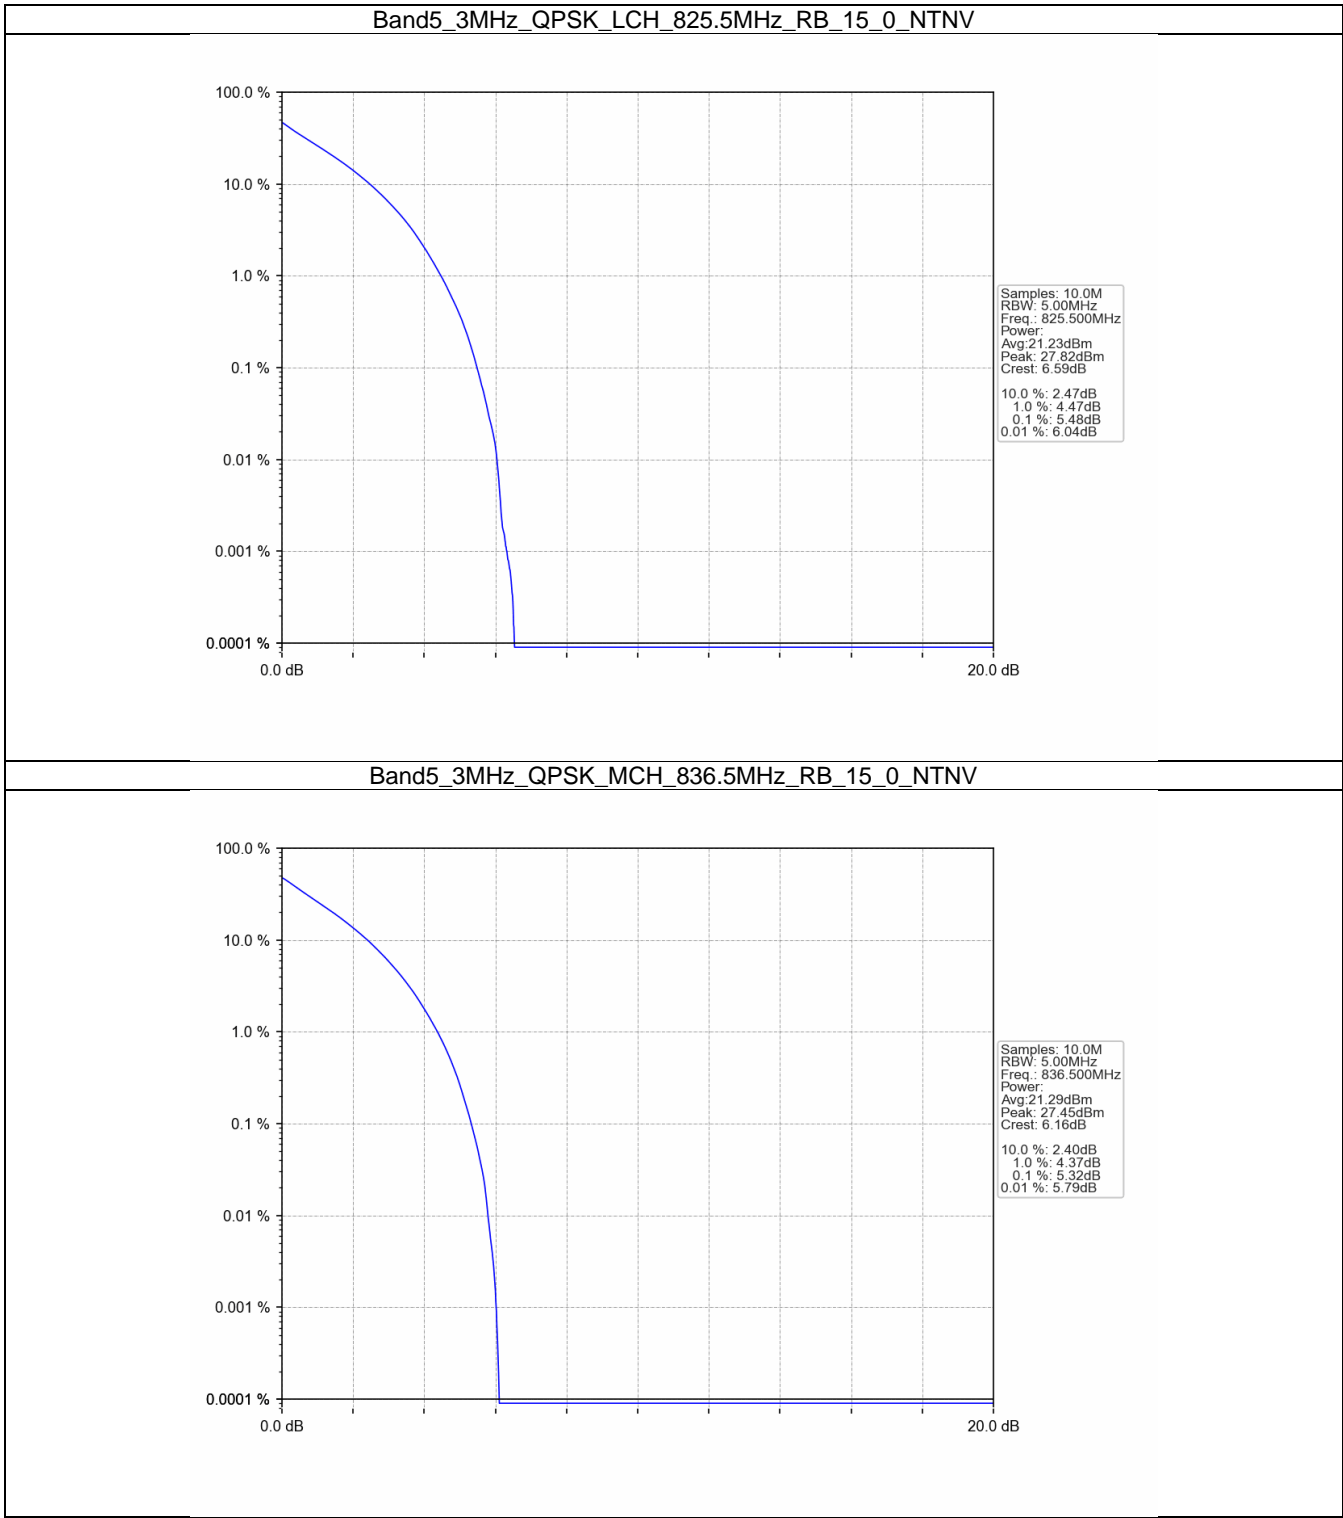 Band5_3MHz_QPSK_LCH_825.5MHz_RB_15_0_NTNV
100.0 %
10.0 %
1.0 %
0.1 %
0.01 %
0.001 %
0.0001 %
0.0 dB
20.0 dB
Samples: 10.0M
RBW: 5.00MHz
Freq.: 825.500MHz
Power:
Avg:21.23dBm
Peak: 27.82dBm
Crest: 6.59dB
10.0 %: 2.47dB
1.0 %: 4.47dB
0.1 %: 5.48dB
0.01 %: 6.04dB
Band5_3MHz_QPSK_MCH_836.5MHz_RB_15_0_NTNV
100.0 %
10.0 %
1.0 %
0.1 %
0.01 %
0.001 %
0.0001 %
0.0 dB
20.0 dB
Samples: 10.0M
RBW: 5.00MHz
Freq.: 836.500MHz
Power:
Avg:21.29dBm
Peak: 27.45dBm
Crest: 6.16dB
10.0 %: 2.40dB
1.0 %: 4.37dB
0.1 %: 5.32dB
0.01 %: 5.79dB